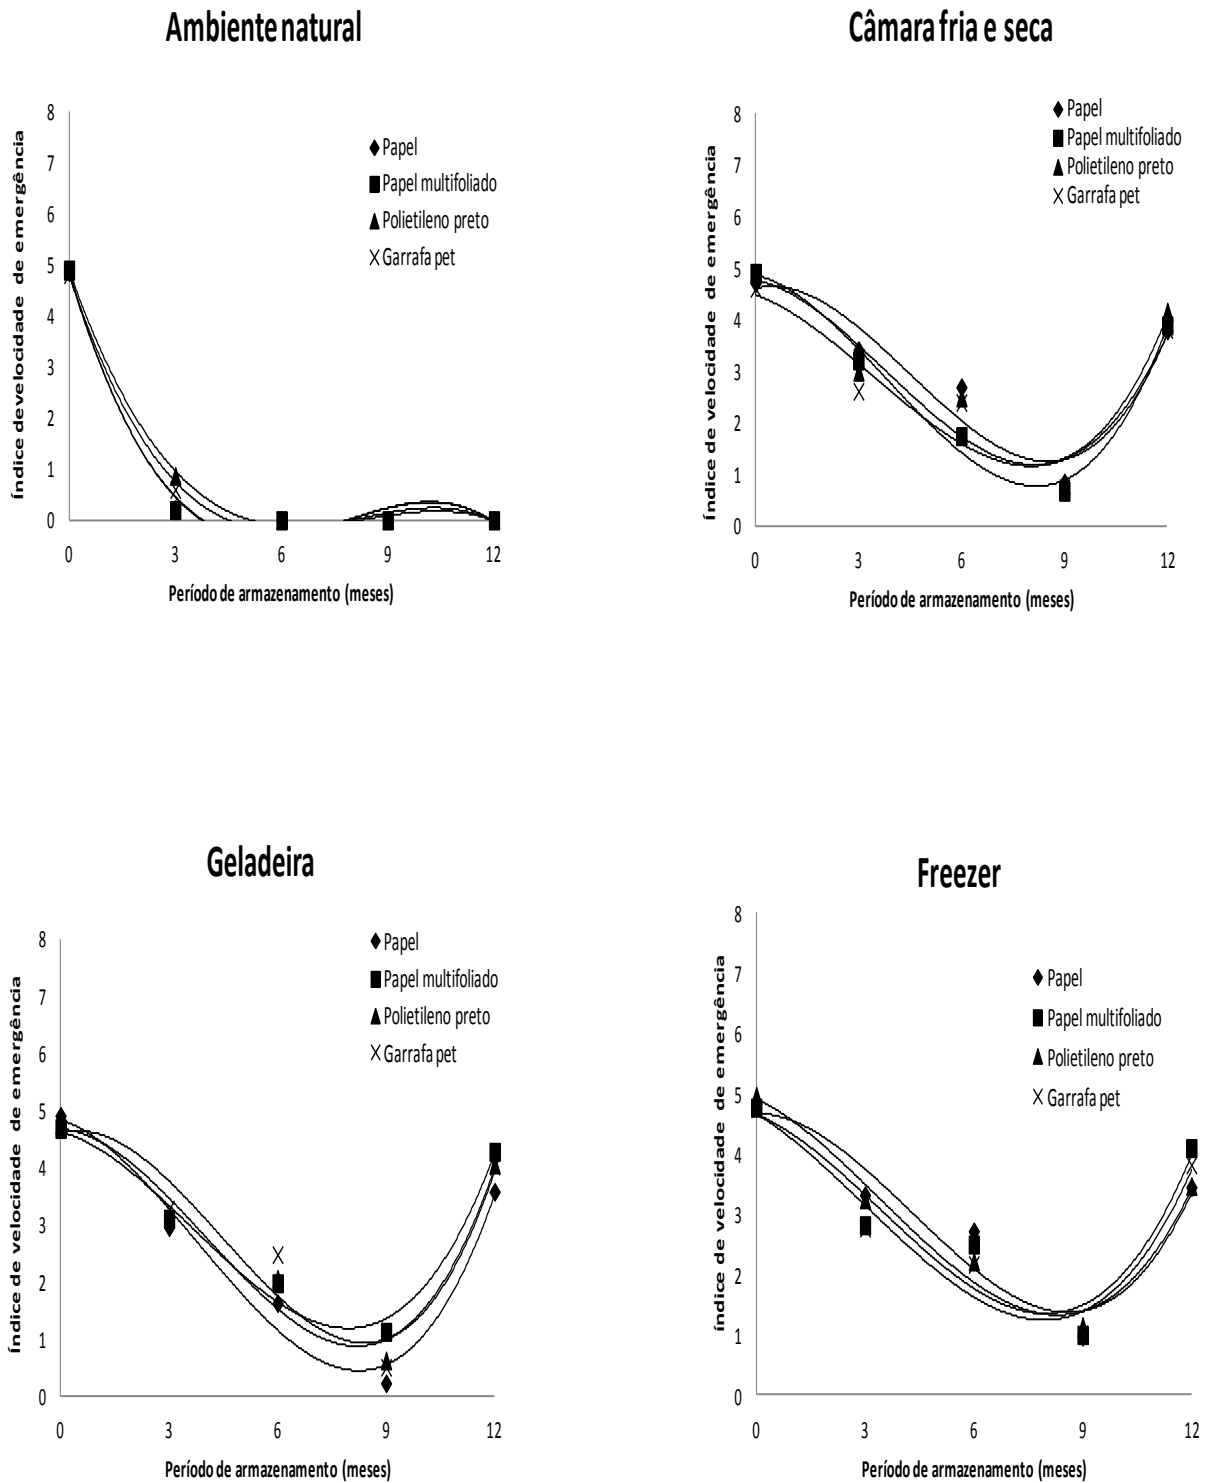 Ambiente natural
Índice develocidade de emergência
8
7
6
5
4
3
2
1
0
0 3 6 9 12
Papel
Papel multifoliado
Polietileno preto
Garrafa pet
Período de armazenamento (meses)
Câmara fria e seca
Índice de velocidade de emergência
8
7
6
5
4
3
2
1
0
0 3 6 9 12
Papel
Papel multifoliado
Polietileno preto
Garrafa pet
Período de armazenamento (meses)
Geladeira
Índice de velocidade de emergência
8
7
6
5
4
3
2
1
0
0 3 6 9 12
Papel
Papel multifoliado
Polietileno preto
Garrafa pet
Período de armazenamento (meses)
Freezer
Índice de velocidade de emergência
8
7
6
5
4
3
2
1
0
0 3 6 9 12
Papel
Papel multifoliado
Polietileno preto
Garrafa pet
Período de armazenamento (meses)